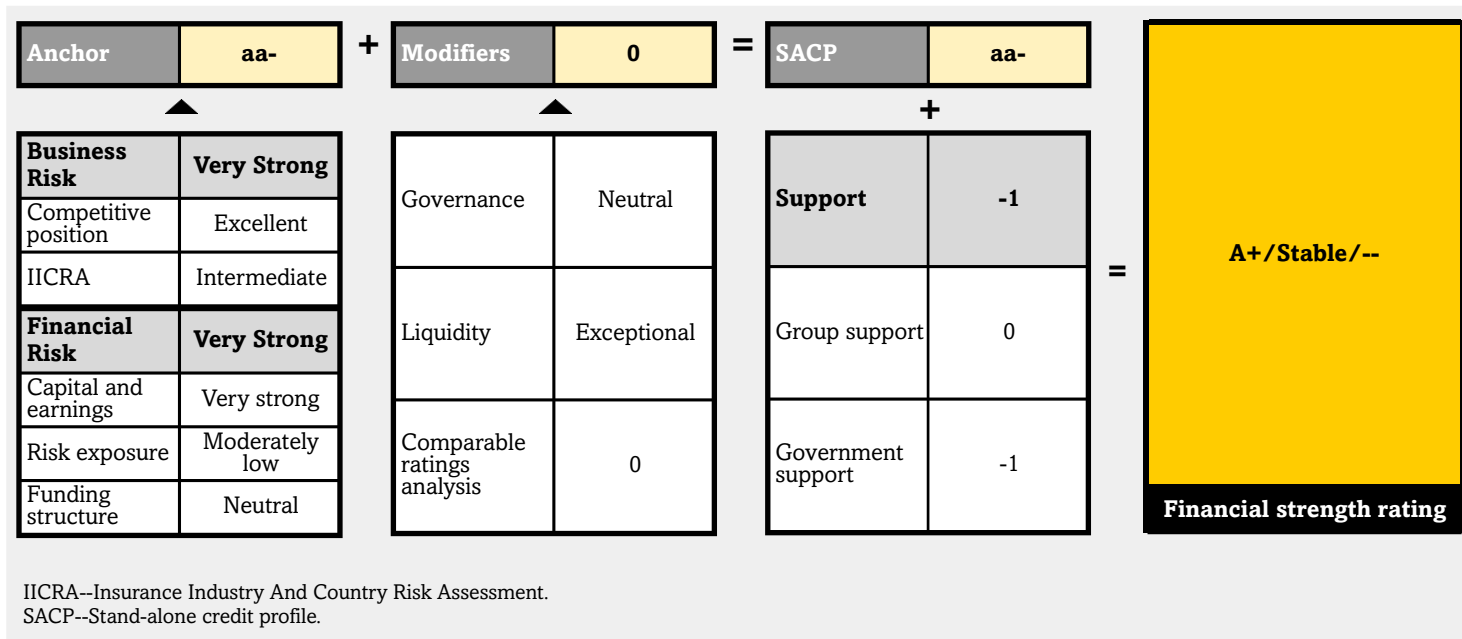 Anchor
aa-
+
Modifiers
0
=
SACP
aa-
+
Business
Risk
Very Strong
Competitive
position
Excellent
IICRA
Intermediate
Financial
Risk
Very Strong
Capital and
earnings
Very strong
Risk exposure
Moderately
low
Funding
structure
Neutral
Governance
Neutral
Liquidity
Exceptional
Comparable
ratings
analysis
0
Support
-1
Group support
0
Government
support
-1
=
A+/Stable/--
Financial strength rating
IICRA--Insurance Industry And Country Risk Assessment.
SACP--Stand-alone credit profile.